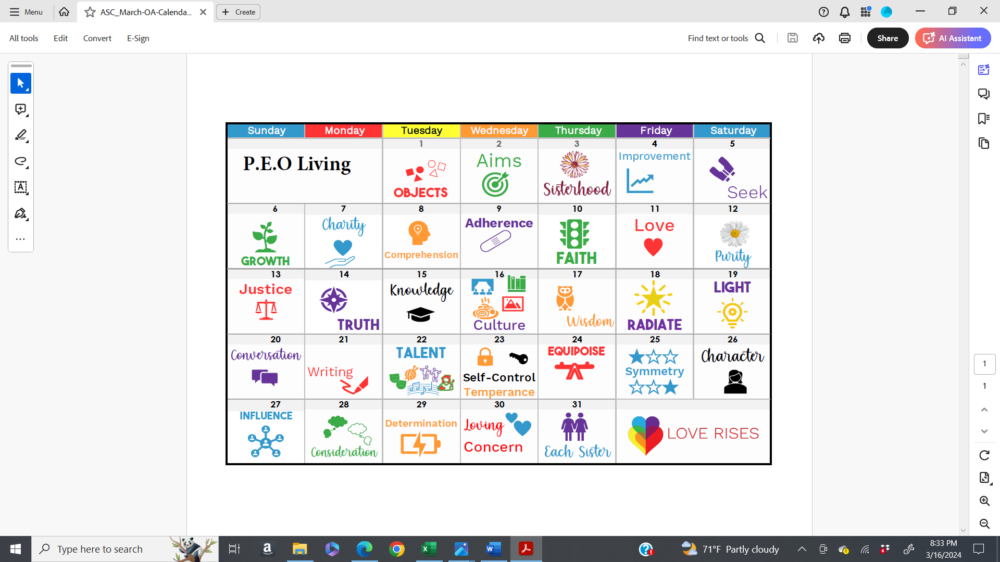 Menu
ASC_March-OA-Calenda...
Create
All tools
Edit
Convert
E-Sign
Find text or tools
Share
AI Assistant
Sunday Monday Tuesday Wednesday Thursday Friday Saturday
P.E.O Living
1
OBJECTS
2
Aims
3
Sisterhood
4
Improvement
5
Seek
6
GROWTH
7
Charity
8
Comprehension
9
Adherence
10
FAITH
11
Love
12
Purity
13
Justice
14
TRUTH
15
Knowledge
16
Culture
17
Wisdom
18
RADIATE
19
LIGHT
20
Conversation
21
Writing
22
TALENT
23
Self-Control
Temperance
24
EQUIPOISE
25
Symmetry
26
Character
27
INFLUENCE
28
Consideration
29
Determination
30
Loving
Concern
31
Each Sister
LOVE RISES
1
1
Type here to search
71°F Partly cloudy
8:33 PM
3/16/2024